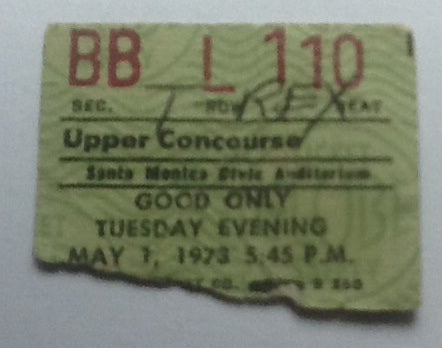 BB L 110
SEC. ROW SEAT
T REX
Upper Concourse
Santa Monica Civic Auditorium
GOOD ONLY
TUESDAY EVENING
MAY 1, 1973 5:45 P.M.
CO.